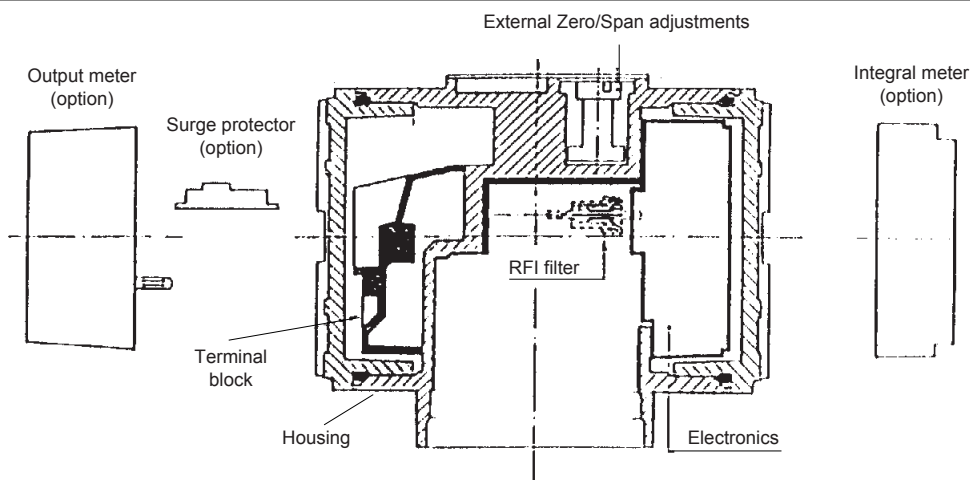 External Zero/Span adjustments
Output meter
(option)
Integral meter
(option)
Surge protector
(option)
RFI filter
Terminal
block
Housing
Electronics